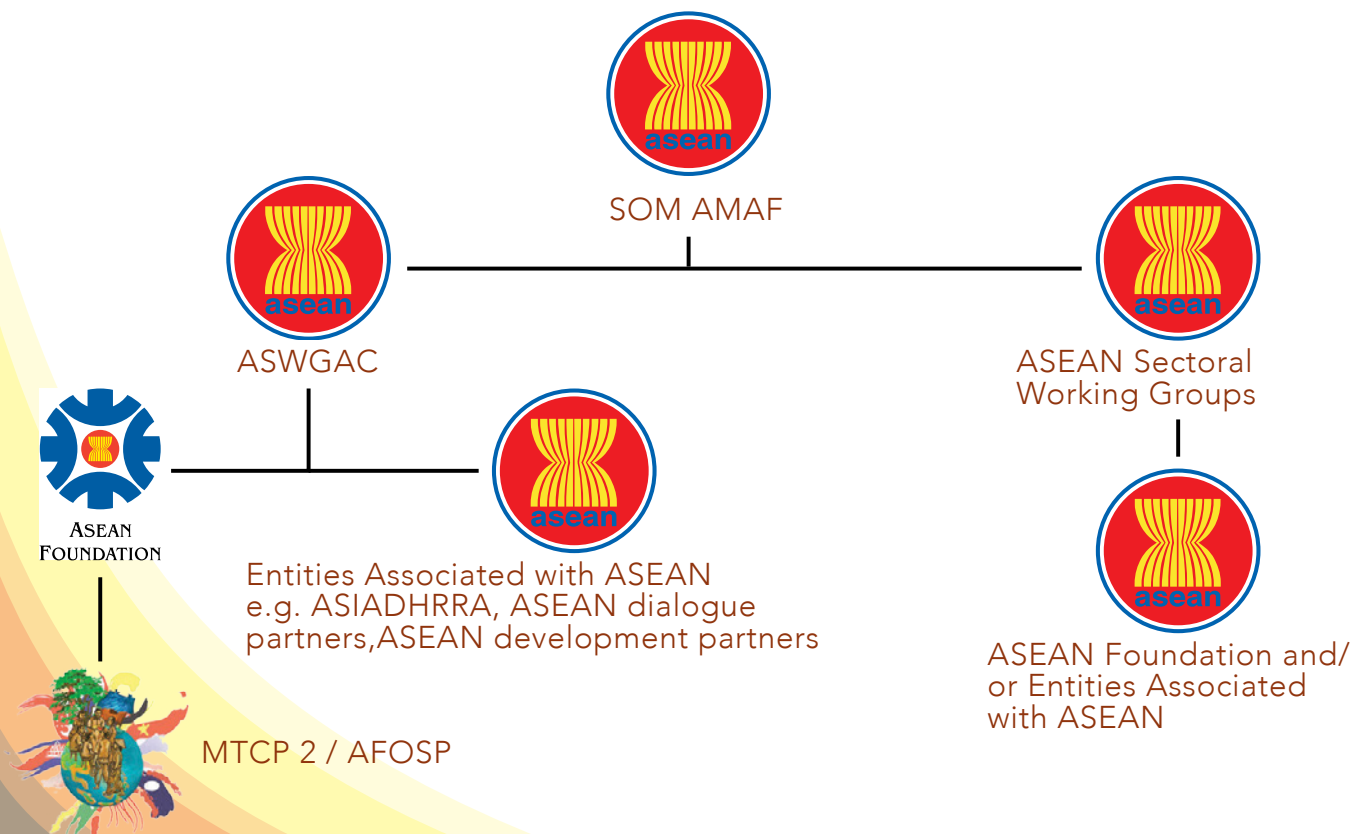 asean
SOM AMAF
asean
ASWGAC
asean
ASEAN Sectoral
Working Groups
ASEAN
FOUNDATION
asean
Entities Associated with ASEAN
e.g. ASIADHRRA, ASEAN dialogue
partners,ASEAN development partners
asean
ASEAN Foundation and/
or Entities Associated
with ASEAN
MTCP 2 / AFOSP